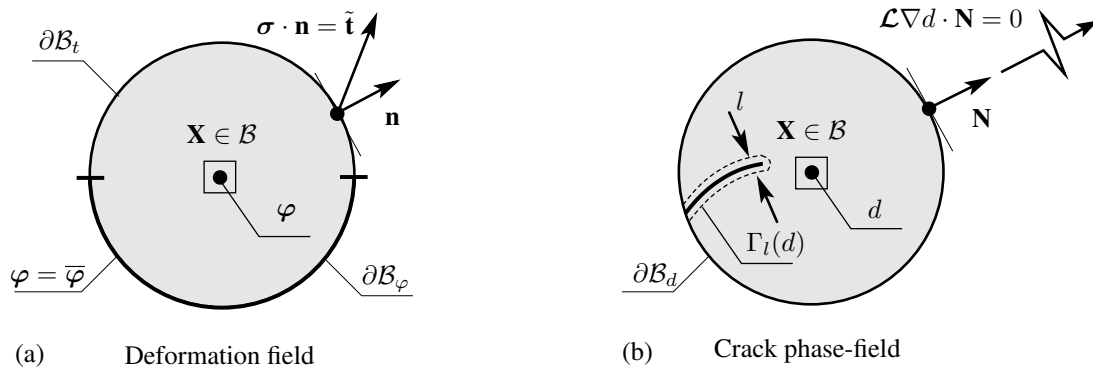 σ · n = t̃
∂ℬ_t
n
X ∈ ℬ
φ
φ = φ̅
∂ℬ_φ
(a) Deformation field
𝓛∇d · N = 0
N
l
X ∈ ℬ
d
Γ_l(d)
∂ℬ_d
(b) Crack phase-field